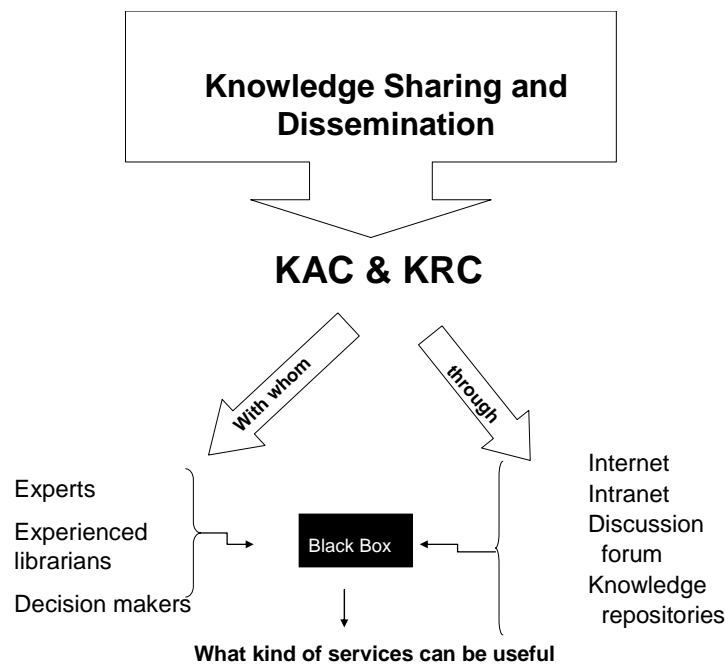 Knowledge Sharing and
Dissemination
KAC & KRC
With whom
through
Experts
Experienced
librarians
Decision makers
Black Box
Internet
Intranet
Discussion
forum
Knowledge
repositories
What kind of services can be useful